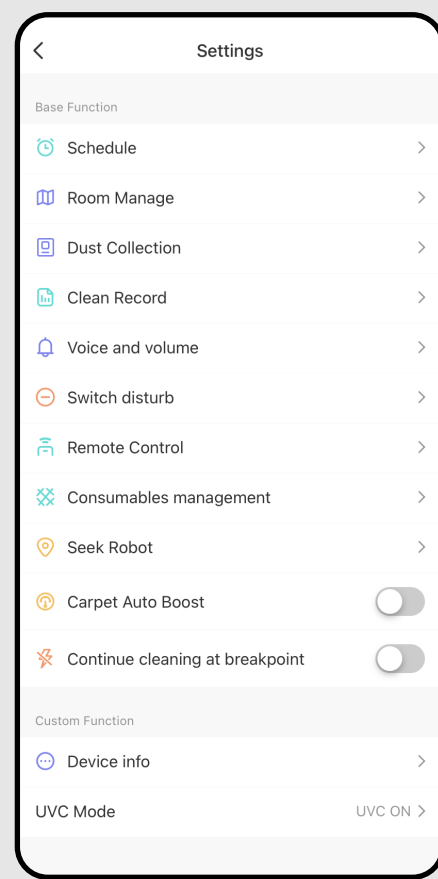 Settings
Base Function
Schedule
Room Manage
Dust Collection
Clean Record
Voice and volume
Switch disturb
Remote Control
Consumables management
Seek Robot
Carpet Auto Boost
Continue cleaning at breakpoint
Custom Function
Device info
UVC Mode UVC ON